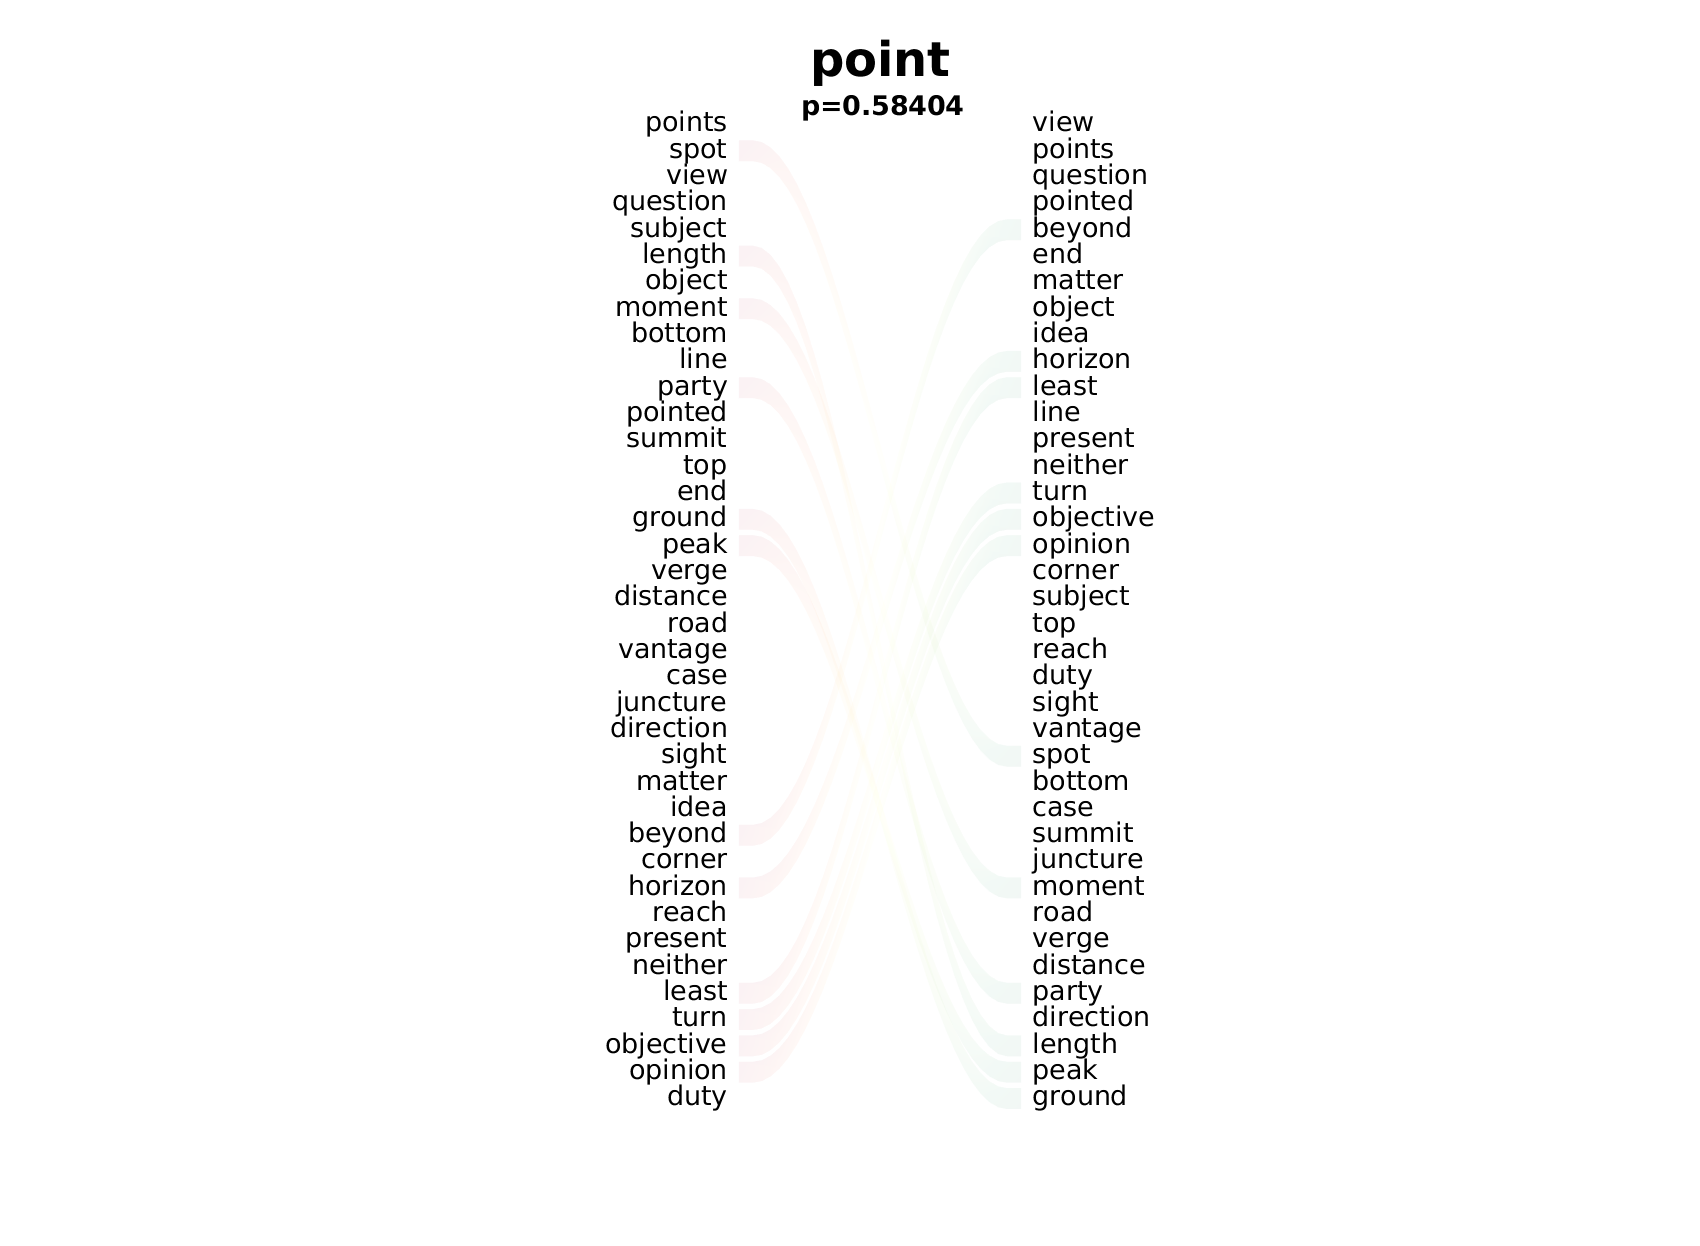 point
p=0.58404
points view
spot points
view question
question pointed
subject beyond
length end
object matter
moment object
bottom idea
line horizon
party least
pointed line
summit present
top neither
end turn
ground objective
peak opinion
verge corner
distance subject
road top
vantage reach
case duty
juncture sight
direction vantage
sight spot
matter bottom
idea case
beyond summit
corner juncture
horizon moment
reach road
present verge
neither distance
least party
turn direction
objective length
opinion peak
duty ground